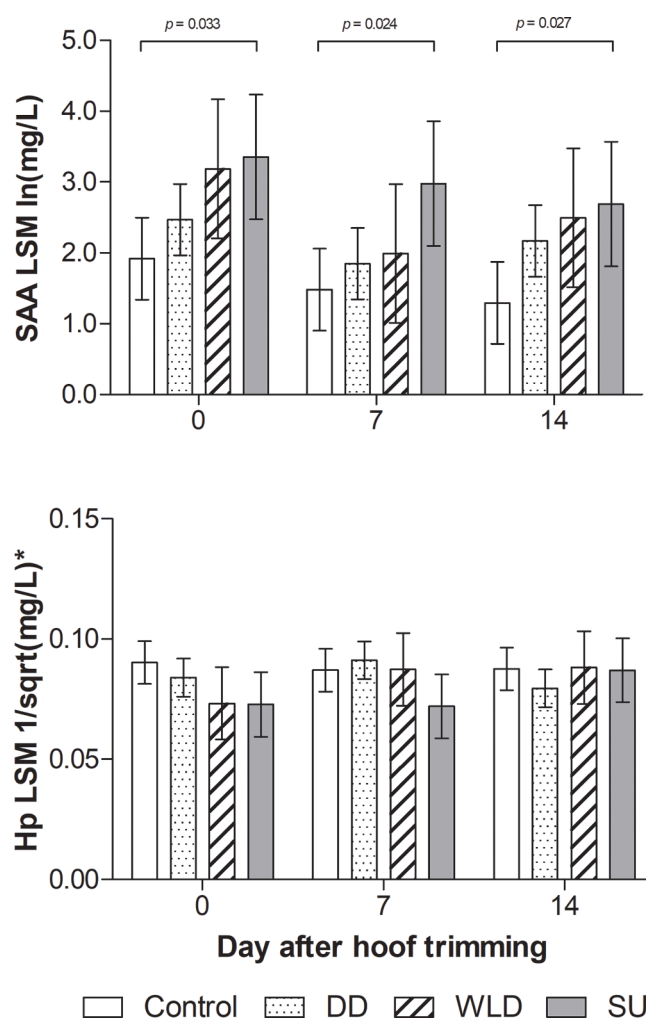 p = 0.033 p = 0.024 p = 0.027
SAA LSM ln(mg/L)
5.0
4.0
3.0
2.0
1.0
0.0
0 7 14
Hp LSM 1/sqrt(mg/L)*
0.15
0.10
0.05
0.00
0 7 14
Day after hoof trimming
Control DD WLD SU